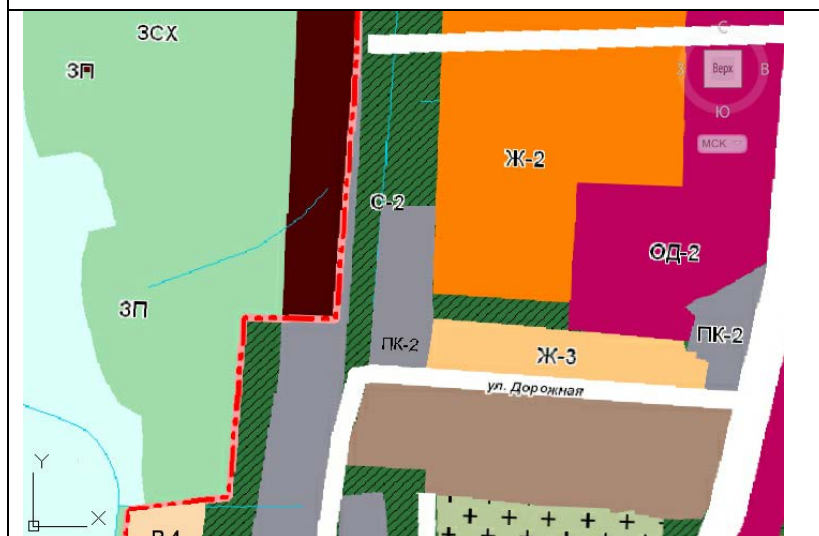 ЗСХ
ЗП
С
З
Верх
В
Ю
МСК
Ж-2
С-2
ОД-2
ЗП
ПК-2
ПК-2
Ж-3
ул. Дорожная
Y
X